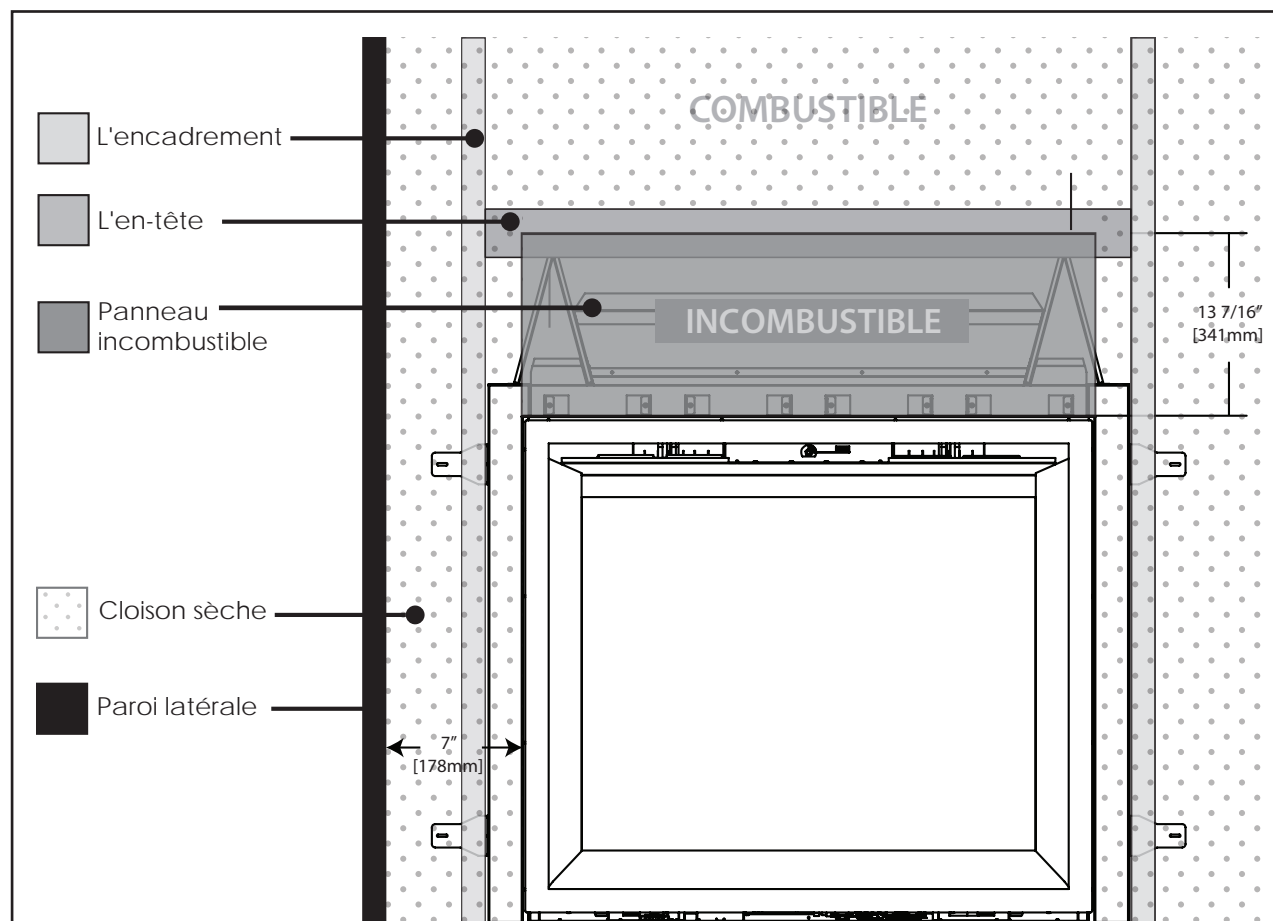 COMBUSTIBLE
L'encadrement
L'en-tête
Panneau
incombustible
INCOMBUSTIBLE
13 7/16"
[341mm]
Cloison sèche
Paroi latérale
7"
[178mm]